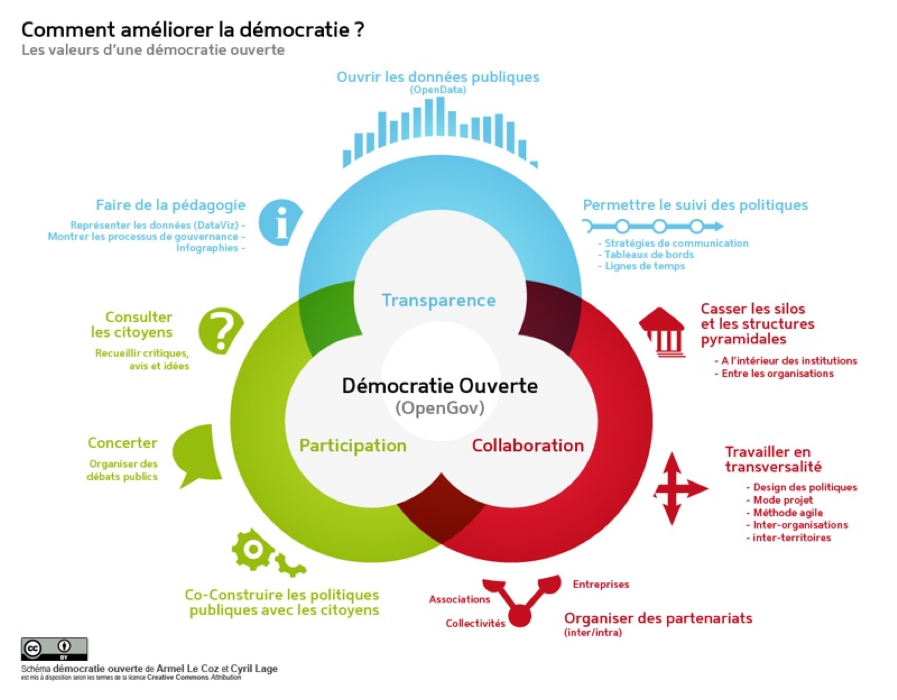 Comment améliorer la démocratie ?
Les valeurs d'une démocratie ouverte
Ouvrir les données publiques
(OpenData)
Faire de la pédagogie
Représenter les données (DataViz) -
Montrer les processus de gouvernance -
Infographies -
i
Permettre le suivi des politiques
- Stratégies de communication
- Tableaux de bords
- Lignes de temps
Transparence
Consulter
les citoyens
Recueillir critiques,
avis et idées
?
Casser les silos
et les structures
pyramidales
- A l'intérieur des institutions
- Entre les organisations
Démocratie Ouverte
(OpenGov)
Participation
Collaboration
Concerter
Organiser des
débats publics
Travailler en
transversalité
- Design des politiques
- Mode projet
- Méthode agile
- Inter-organisations
- inter-territoires
Co-Construire les politiques
publiques avec les citoyens
Associations
Entreprises
Collectivités
Organiser des partenariats
(inter/intra)
cc
BY
Schéma démocratie ouverte de Armel Le Coz et Cyril Lage
est mis à disposition selon les termes de la licence Creative Commons Attribution